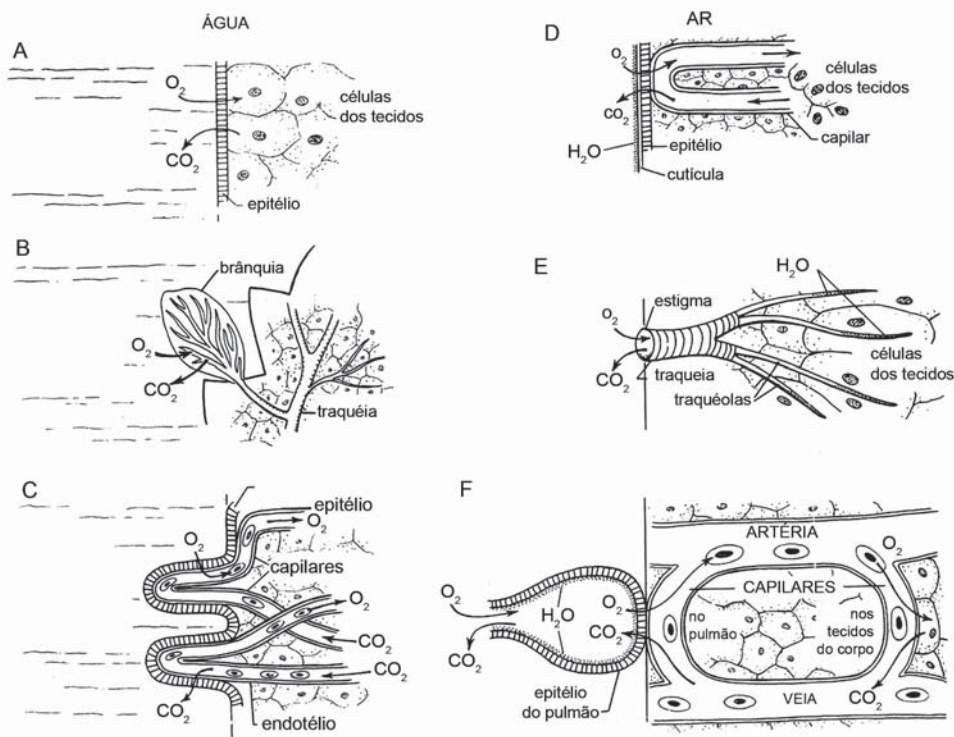 ÁGUA
A
O₂
células
dos tecidos
CO₂
epitélio
B
brânquia
O₂
CO₂
traquéia
C
epitélio
O₂
O₂
capilares
O₂
CO₂
CO₂
CO₂
endotélio
AR
D
O₂
células
dos tecidos
CO₂
capilar
H₂O
epitélio
cutícula
E
H₂O
estigma
O₂
células
dos tecidos
CO₂
traqueia
traquéolas
F
ARTÉRIA
O₂
CAPILARES
O₂
H₂O
O₂
CO₂
no
pulmão
nos
tecidos
do corpo
CO₂
epitélio
do pulmão
VEIA
CO₂